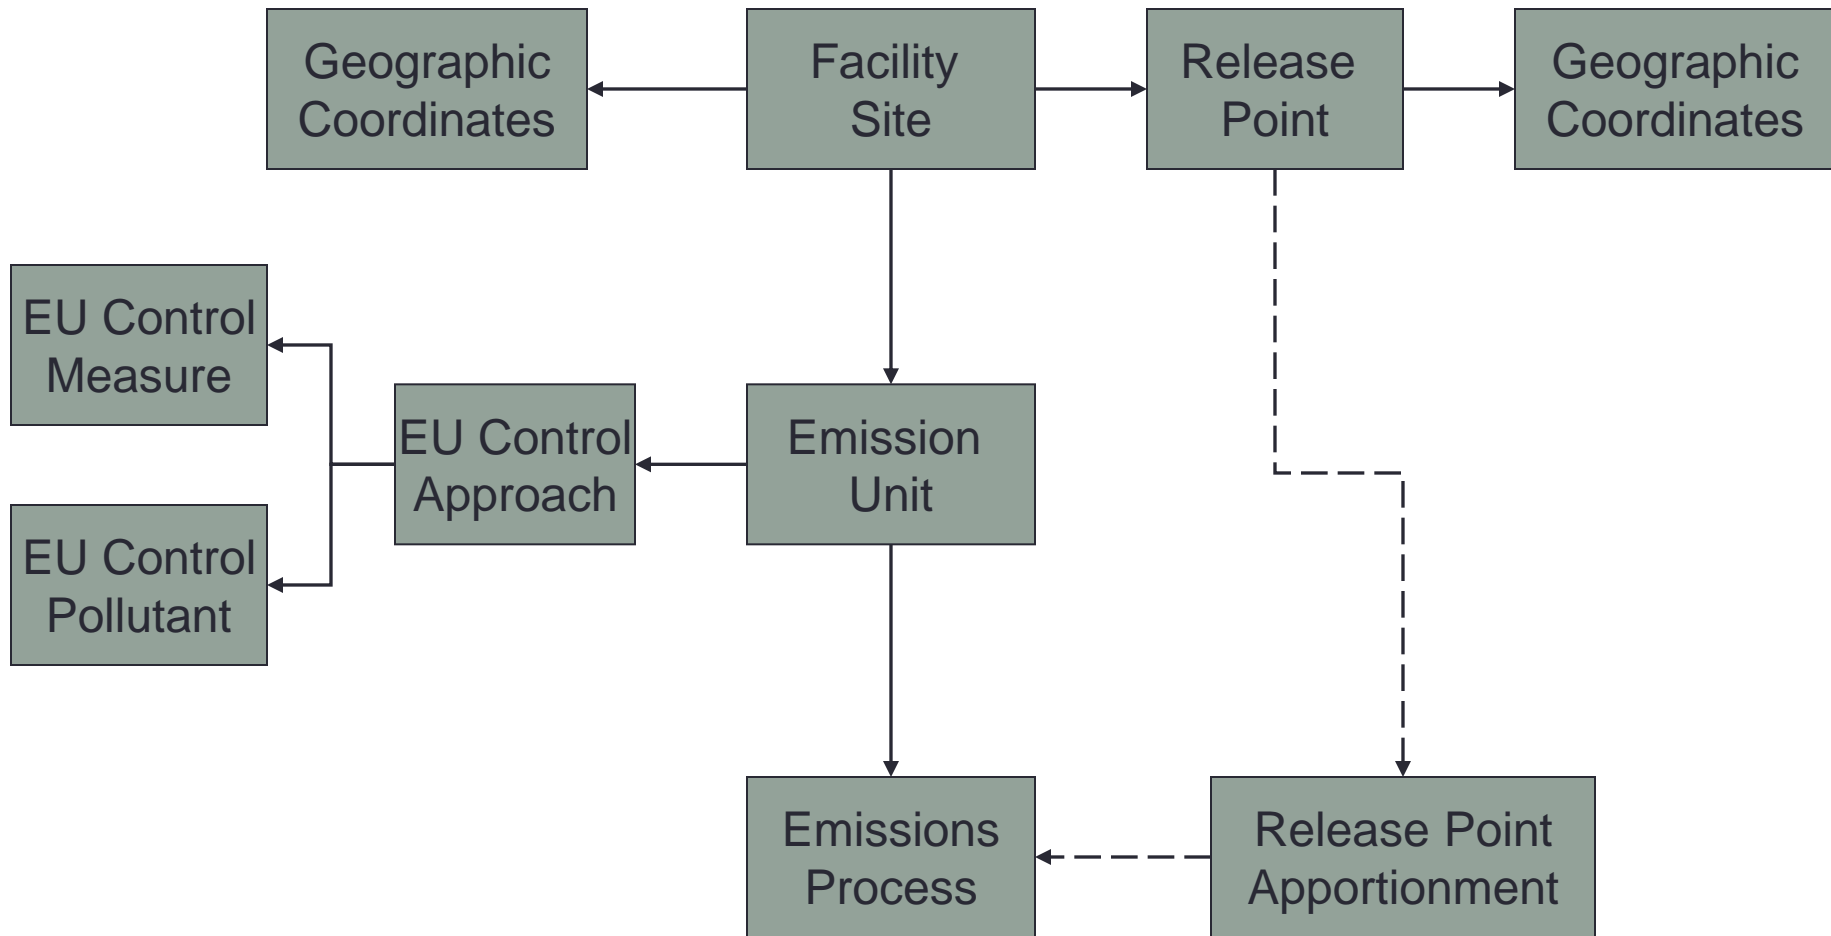 Geographic
Coordinates
Facility
Site
Release
Point
Geographic
Coordinates
EU Control
Measure
EU Control
Approach
Emission
Unit
EU Control
Pollutant
Emissions
Process
Release Point
Apportionment